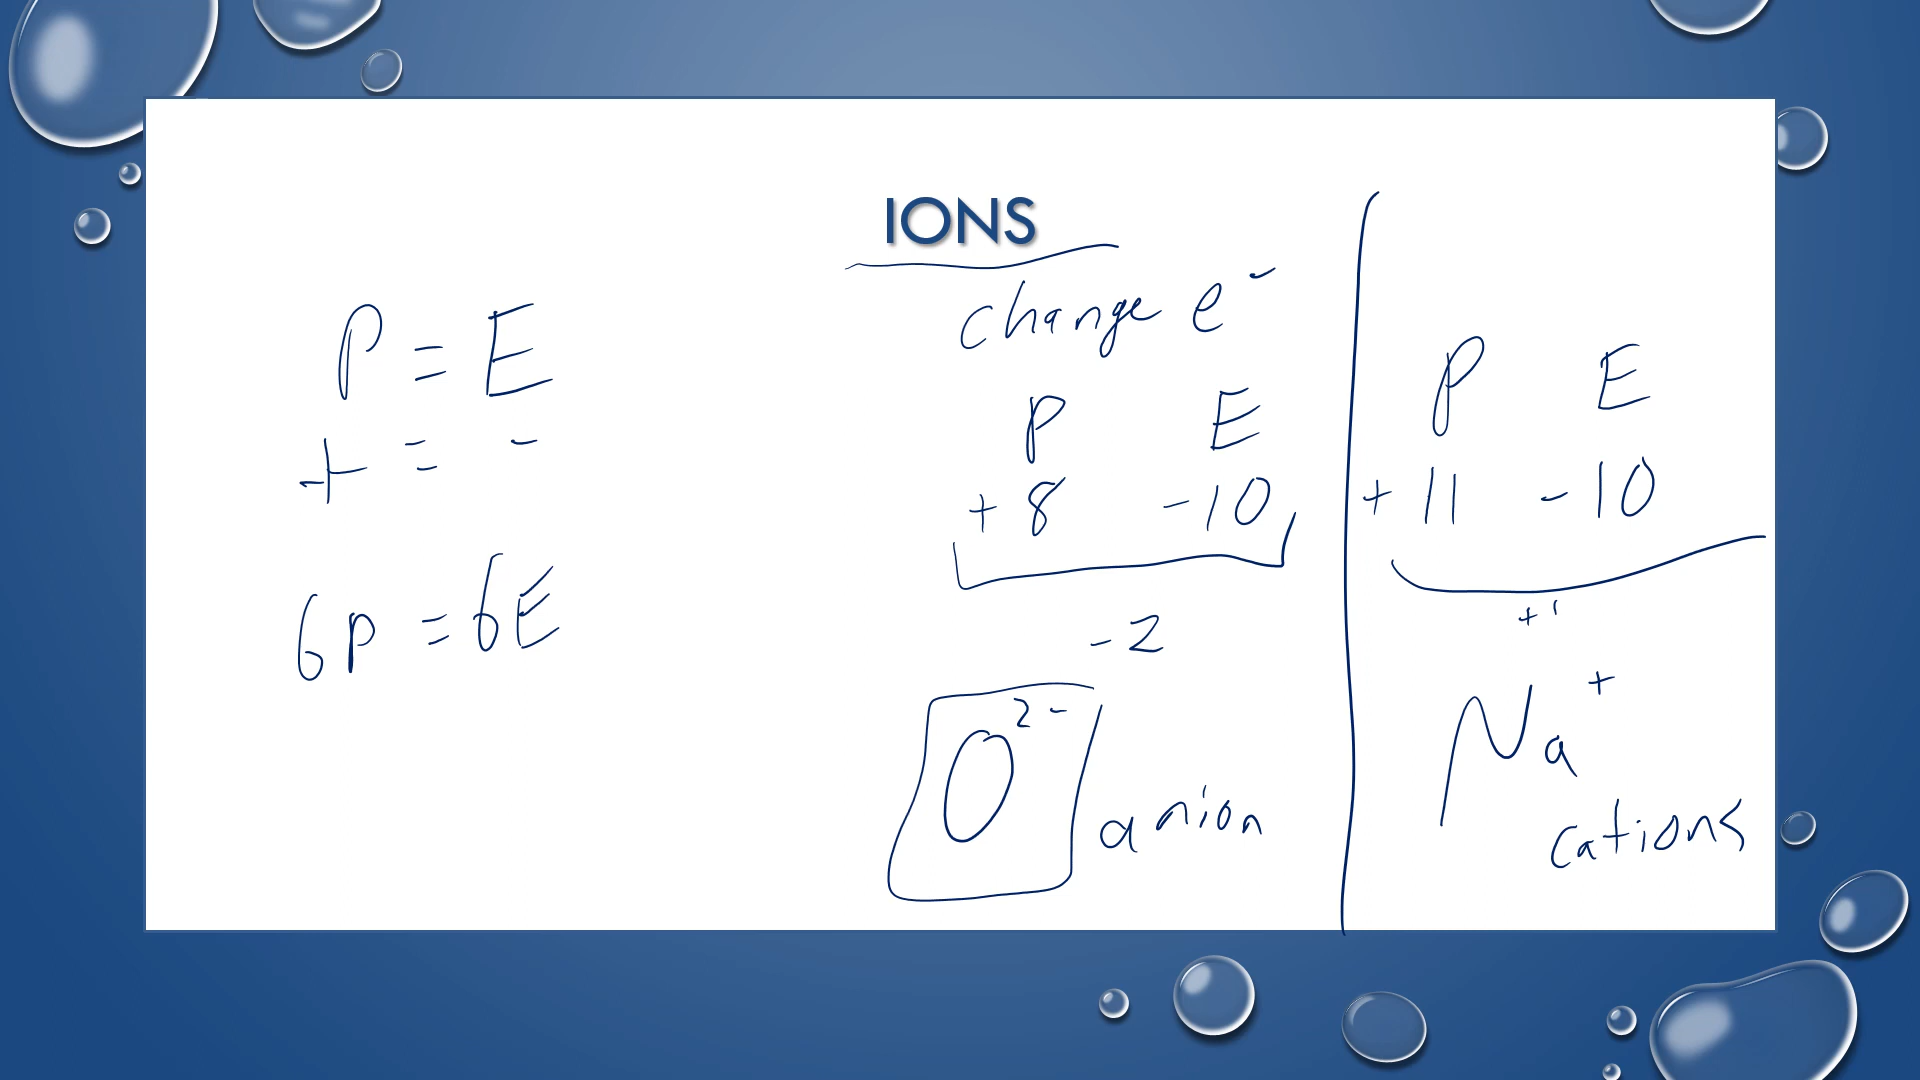 IONS
P = E
+ = -
6p = 6E
change e⁻
P E
+8 -10
-2
O²⁻
anion
P E
+11 -10
+1
Na⁺
cations